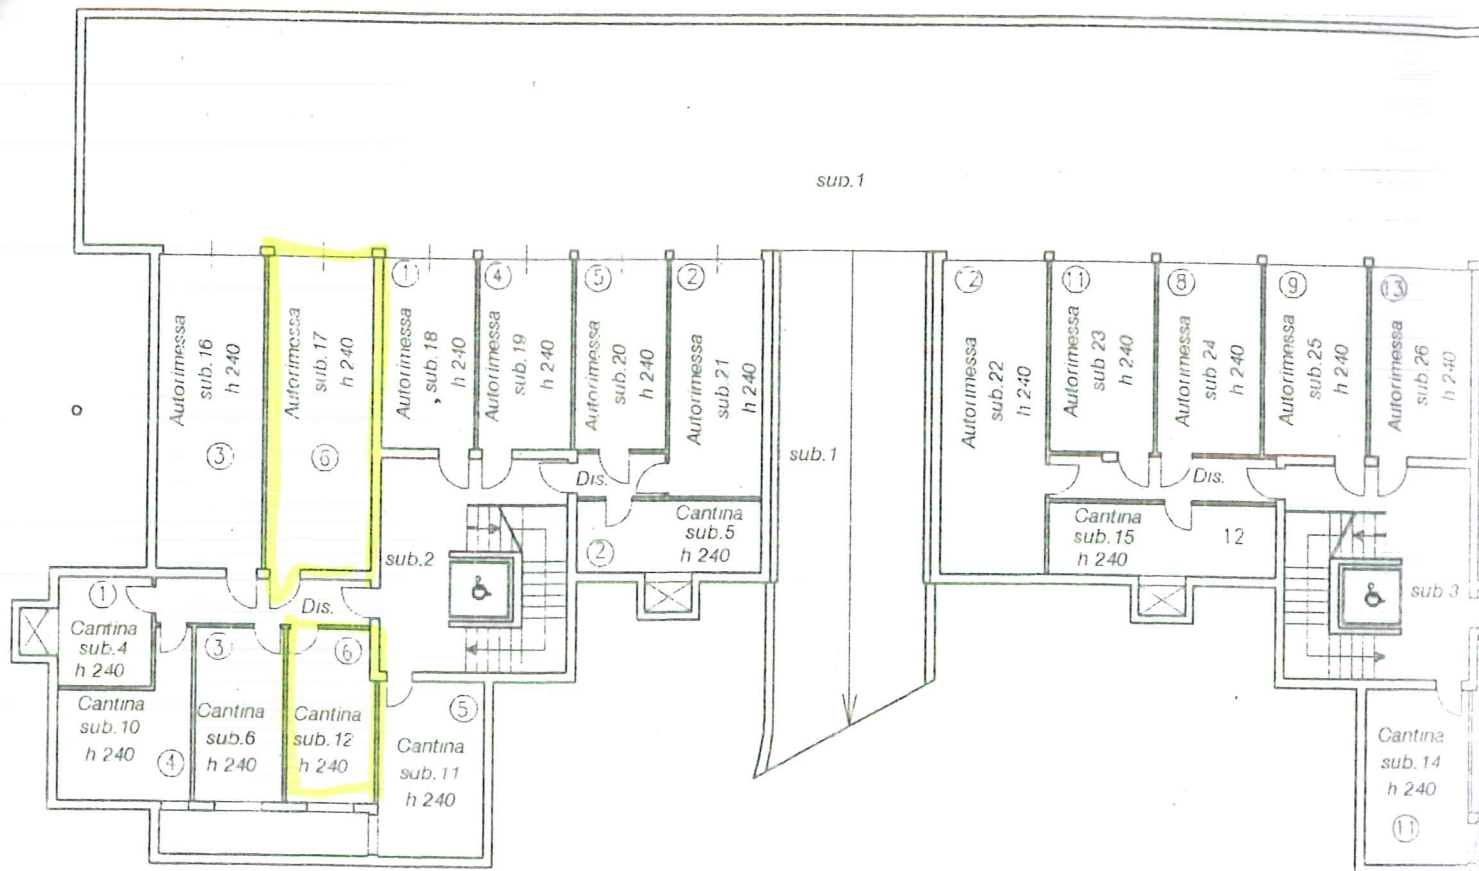 sub.1
Autorimessa
sub.16
h 240
3
Autorimessa
sub.17
h 240
6
1
Autorimessa
sub.18
h 240
4
Autorimessa
sub.19
h 240
5
Autorimessa
sub.20
h 240
2
Autorimessa
sub.21
h 240
sub.1
12
Autorimessa
sub.22
h 240
11
Autorimessa
sub 23
h 240
8
Autorimessa
sub 24
h 240
9
Autorimessa
sub.25
h 240
13
Autorimessa
sub.26
h 240
Dis.
Cantina
sub.5
h 240
2
Dis.
Cantina
sub.15
h 240
12
sub.2
sub 3
Dis.
1
Cantina
sub.4
h 240
3
Cantina
sub.6
h 240
6
Cantina
sub.12
h 240
Cantina
sub.10
h 240
4
5
Cantina
sub.11
h 240
Cantina
sub.14
h 240
11